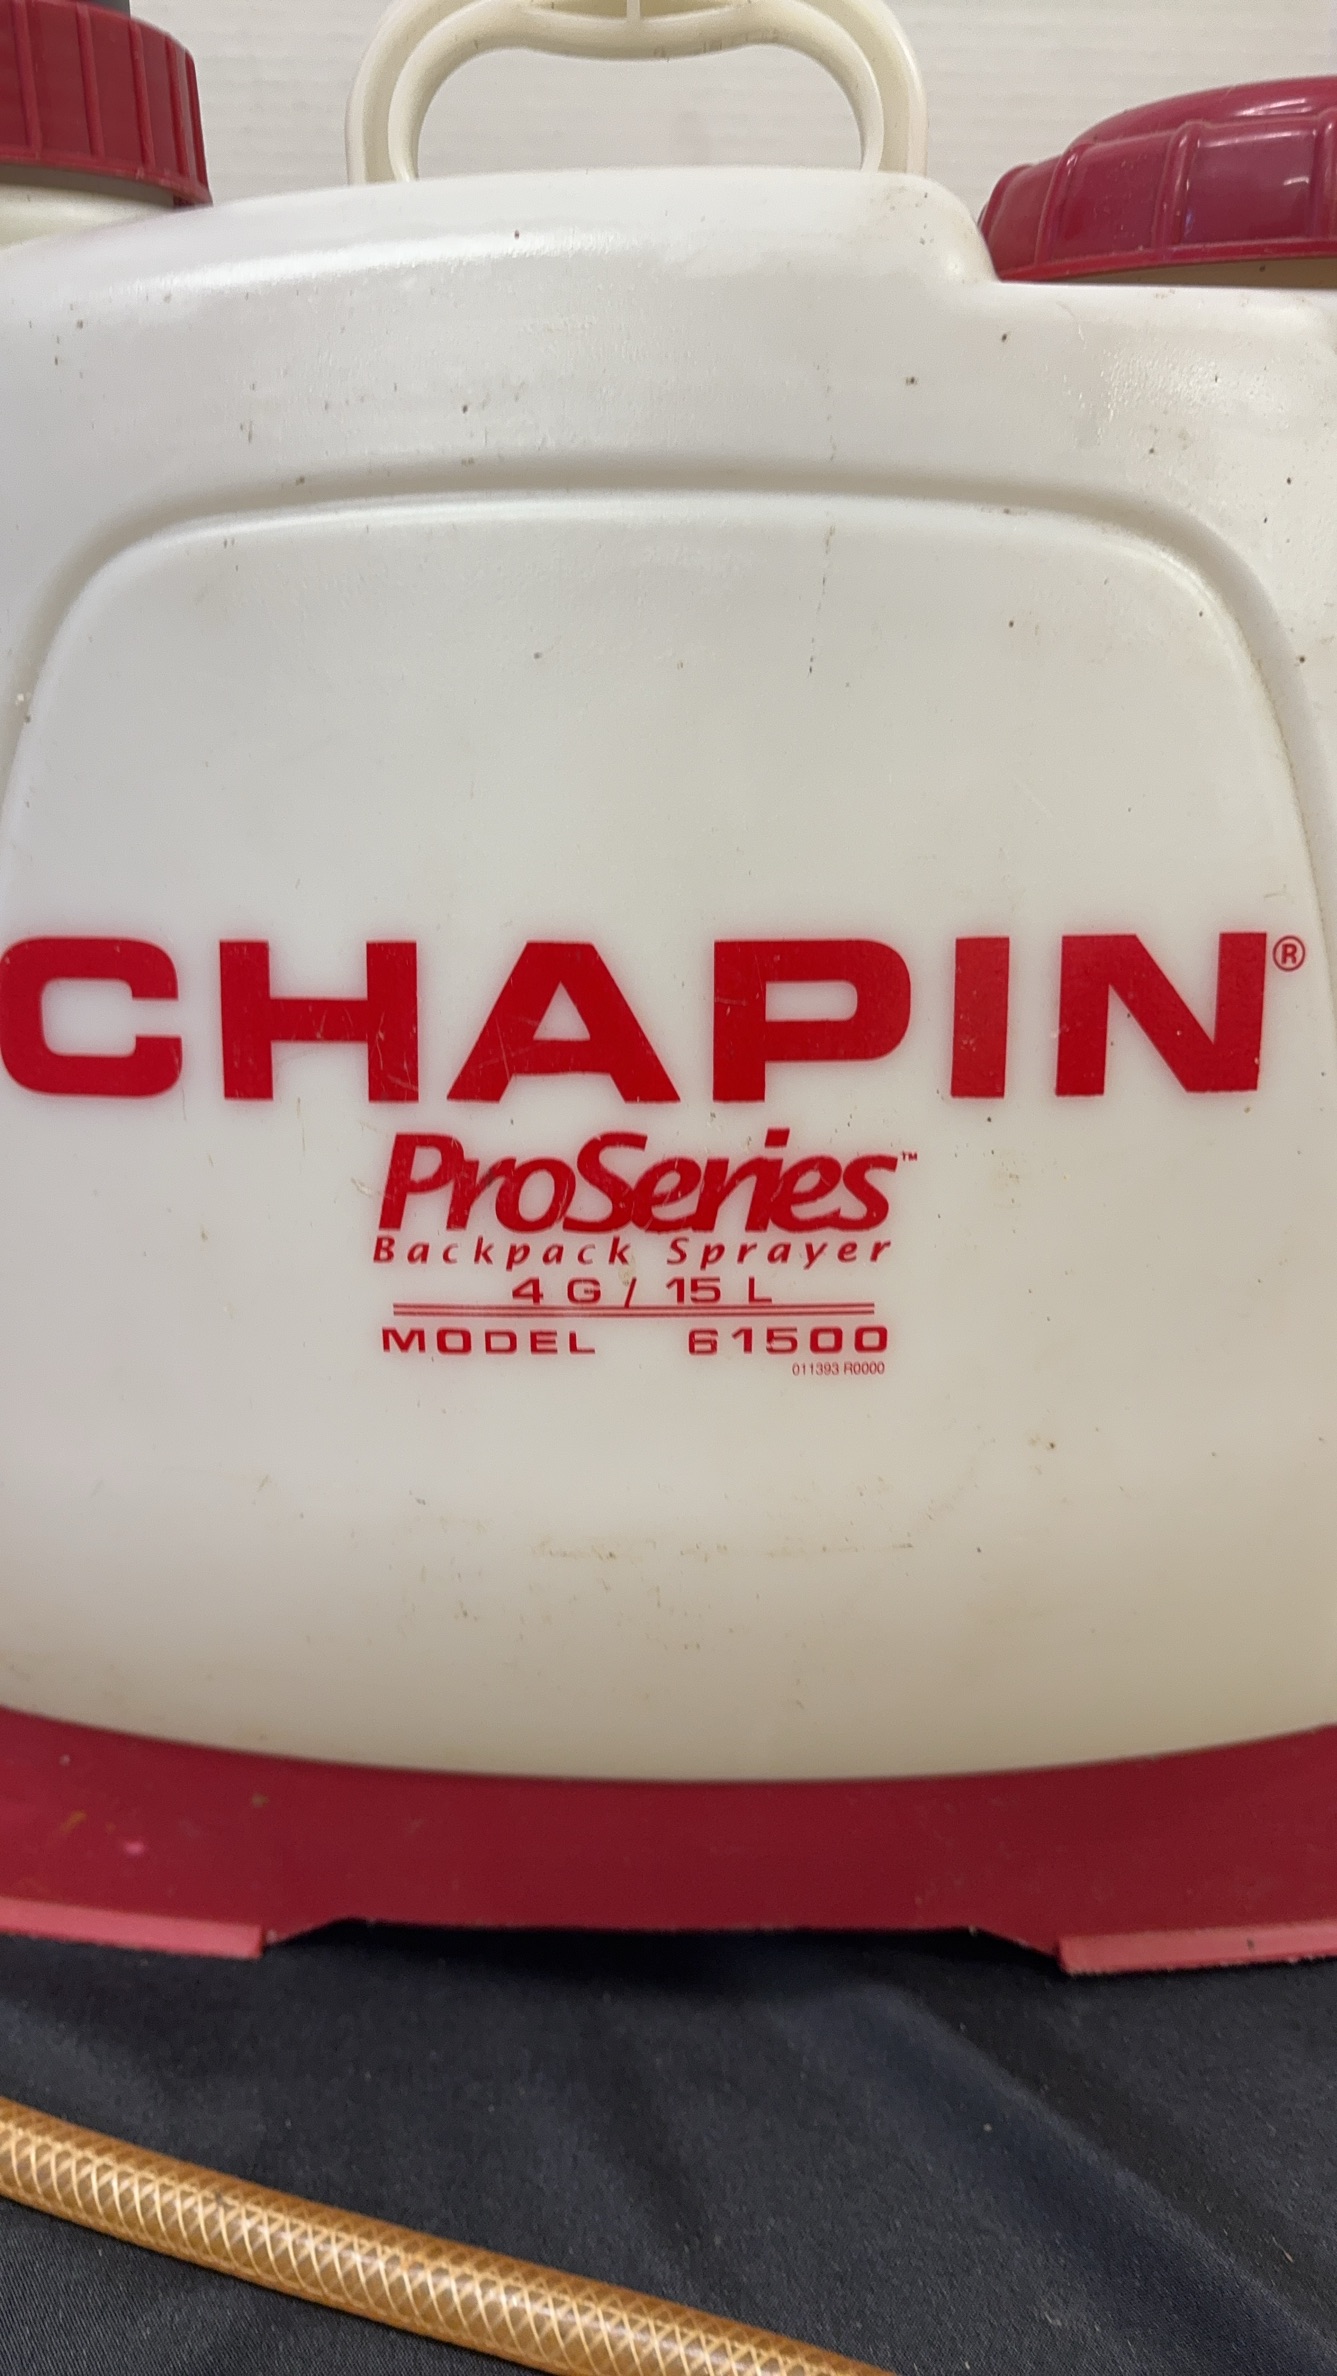 CHAPIN®
ProSeries™
Backpack Sprayer
4 G / 15 L
MODEL 61500
011393 R0000